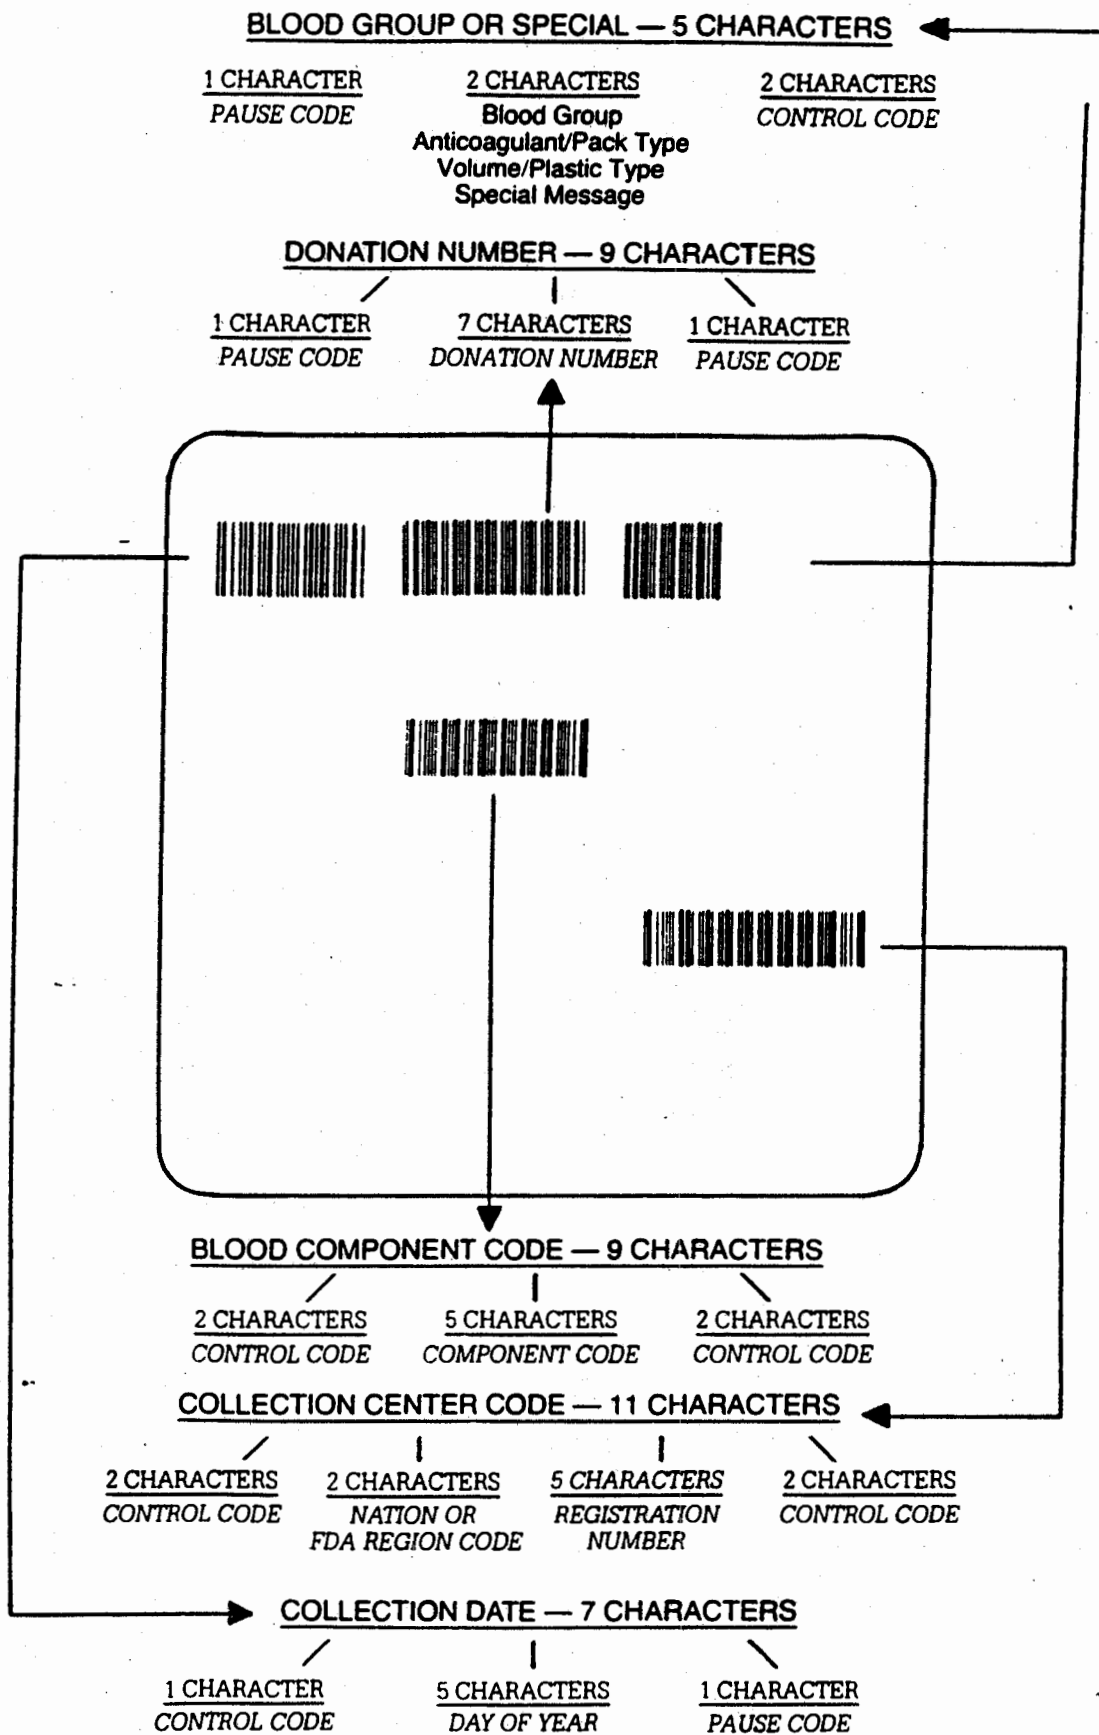 BLOOD GROUP OR SPECIAL — 5 CHARACTERS
1 CHARACTER 2 CHARACTERS 2 CHARACTERS
PAUSE CODE Blood Group CONTROL CODE
Anticoagulant/Pack Type
Volume/Plastic Type
Special Message
DONATION NUMBER — 9 CHARACTERS
1 CHARACTER 7 CHARACTERS 1 CHARACTER
PAUSE CODE DONATION NUMBER PAUSE CODE
BLOOD COMPONENT CODE — 9 CHARACTERS
2 CHARACTERS 5 CHARACTERS 2 CHARACTERS
CONTROL CODE COMPONENT CODE CONTROL CODE
COLLECTION CENTER CODE — 11 CHARACTERS
2 CHARACTERS 2 CHARACTERS 5 CHARACTERS 2 CHARACTERS
CONTROL CODE NATION OR REGISTRATION CONTROL CODE
FDA REGION CODE NUMBER
COLLECTION DATE — 7 CHARACTERS
1 CHARACTER 5 CHARACTERS 1 CHARACTER
CONTROL CODE DAY OF YEAR PAUSE CODE